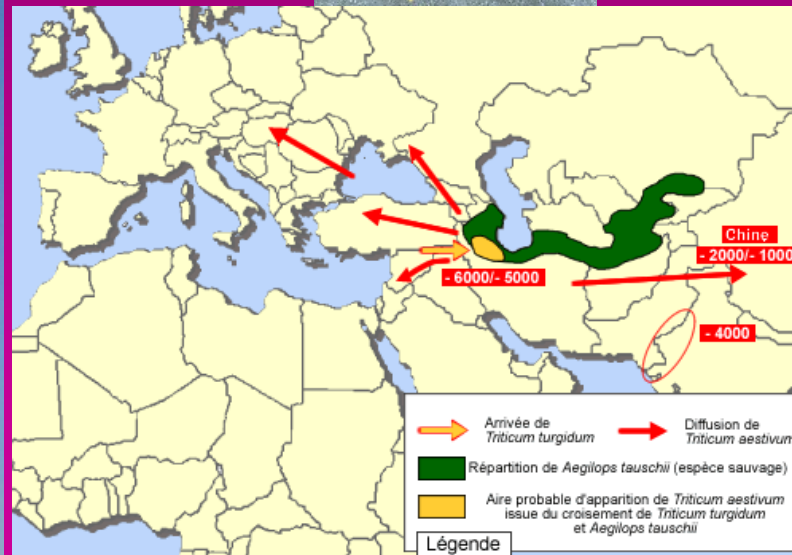 Chine
- 2000/- 1000
- 6000/- 5000
- 4000
Arrivée de
Triticum turgidum
Diffusion de
Triticum aestivum
Répartition de Aegilops tauschii (espèce sauvage)
Aire probable d'apparition de Triticum aestivum
issue du croisement de Triticum turgidum
et Aegilops tauschii
Légende